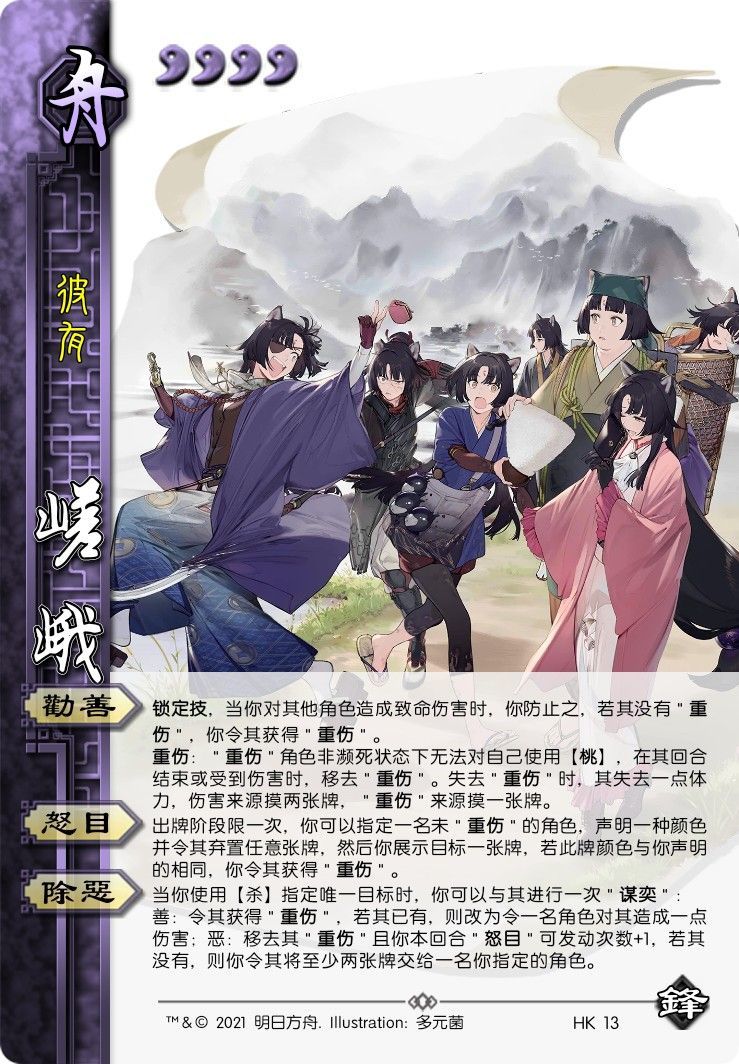 舟
彼有
嵯峨
勸善
锁定技，当你对其他角色造成致命伤害时，你防止之，若其没有"重
伤"，你令其获得"重伤"。
重伤："重伤"角色非濒死状态下无法对自己使用【桃】，在其回合
结束或受到伤害时，移去"重伤"。失去"重伤"时，其失去一点体
力，伤害来源摸两张牌，"重伤"来源摸一张牌。
怒目
出牌阶段限一次，你可以指定一名未"重伤"的角色，声明一种颜色
并令其弃置任意张牌，然后你展示目标一张牌，若此牌颜色与你声明
的相同，你令其获得"重伤"。
除惡
当你使用【杀】指定唯一目标时，你可以与其进行一次"谋奕"：
善：令其获得"重伤"，若其已有，则改为令一名角色对其造成一点
伤害；恶：移去其"重伤"且你本回合"怒目"可发动次数+1，若其
没有，则你令其将至少两张牌交给一名你指定的角色。
™&© 2021 明日方舟. Illustration: 多元菌
HK 13
鋒